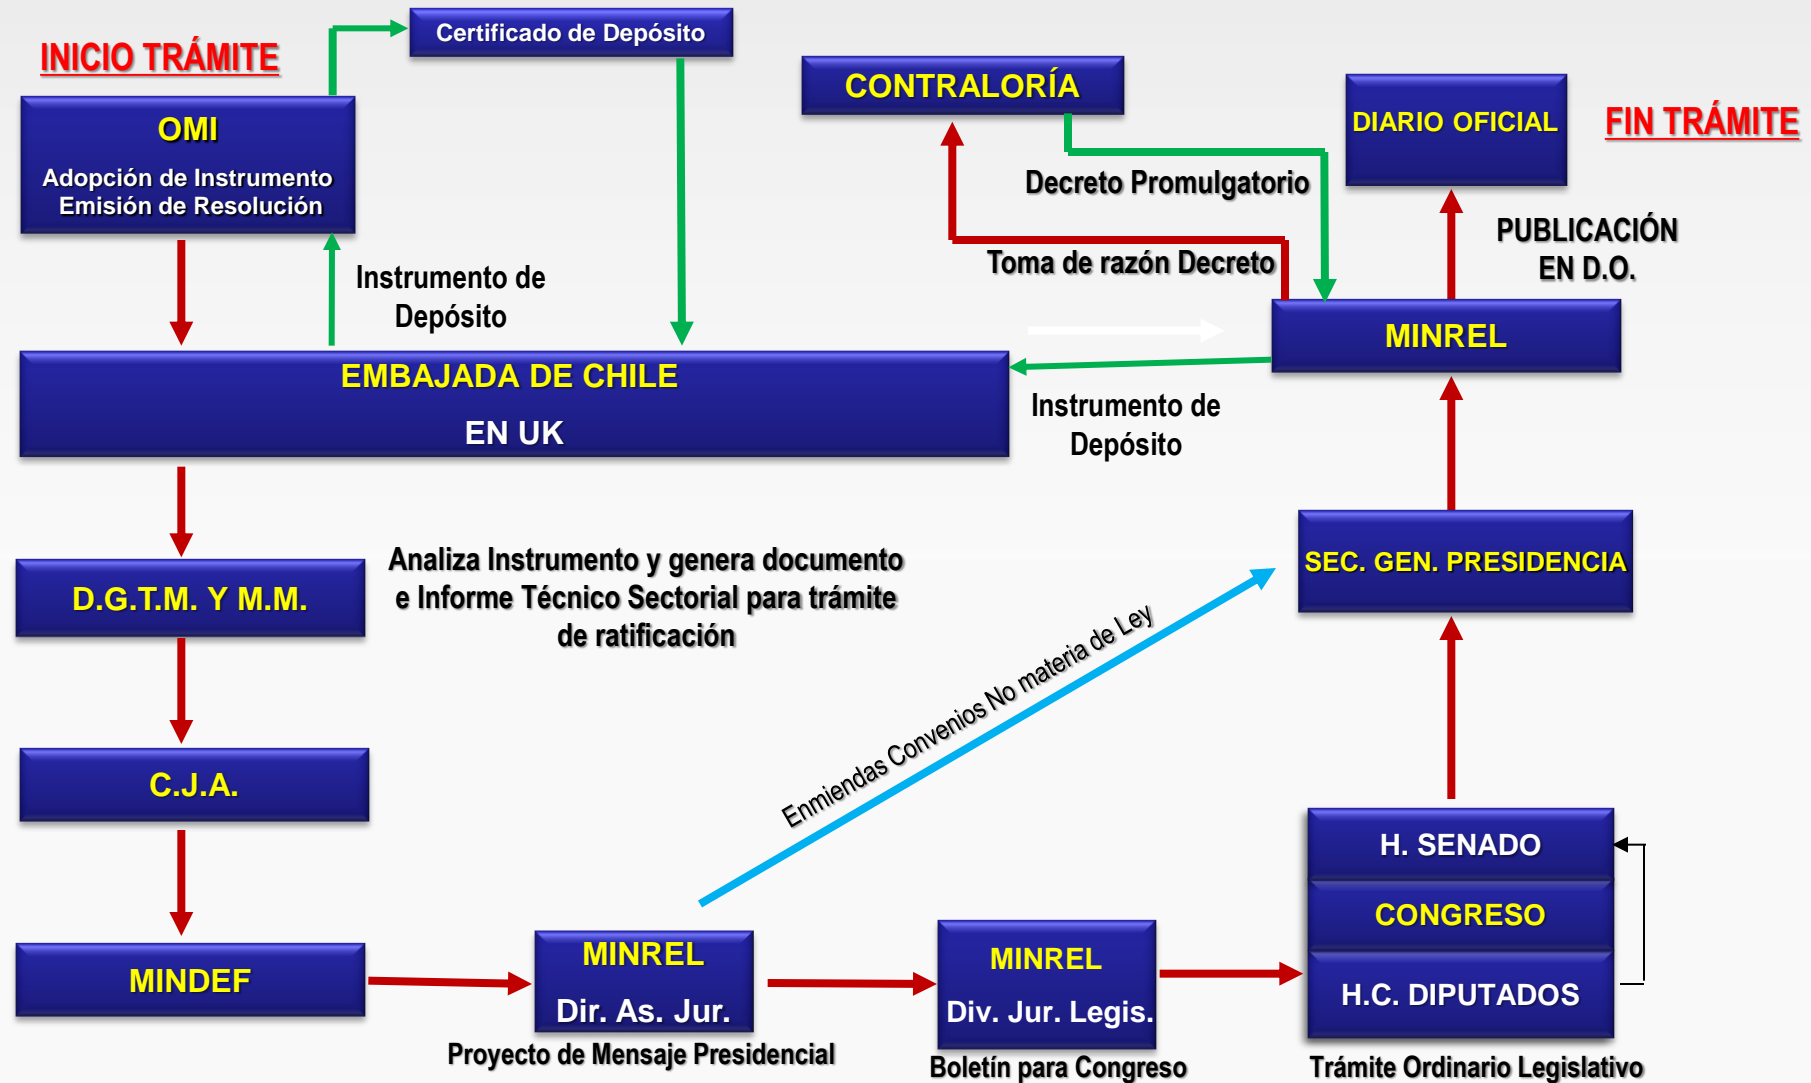 INICIO TRÁMITE
Certificado de Depósito
OMI
Adopción de Instrumento
Emisión de Resolución
CONTRALORÍA
DIARIO OFICIAL
FIN TRÁMITE
Decreto Promulgatorio
Toma de razón Decreto
PUBLICACIÓN
EN D.O.
Instrumento de
Depósito
MINREL
EMBAJADA DE CHILE
EN UK
Instrumento de
Depósito
D.G.T.M. Y M.M.
Analiza Instrumento y genera documento
e Informe Técnico Sectorial para trámite
de ratificación
SEC. GEN. PRESIDENCIA
Enmiendas Convenios No materia de Ley
C.J.A.
MINDEF
MINREL
Dir. As. Jur.
Proyecto de Mensaje Presidencial
MINREL
Div. Jur. Legis.
Boletín para Congreso
H. SENADO
CONGRESO
H.C. DIPUTADOS
Trámite Ordinario Legislativo